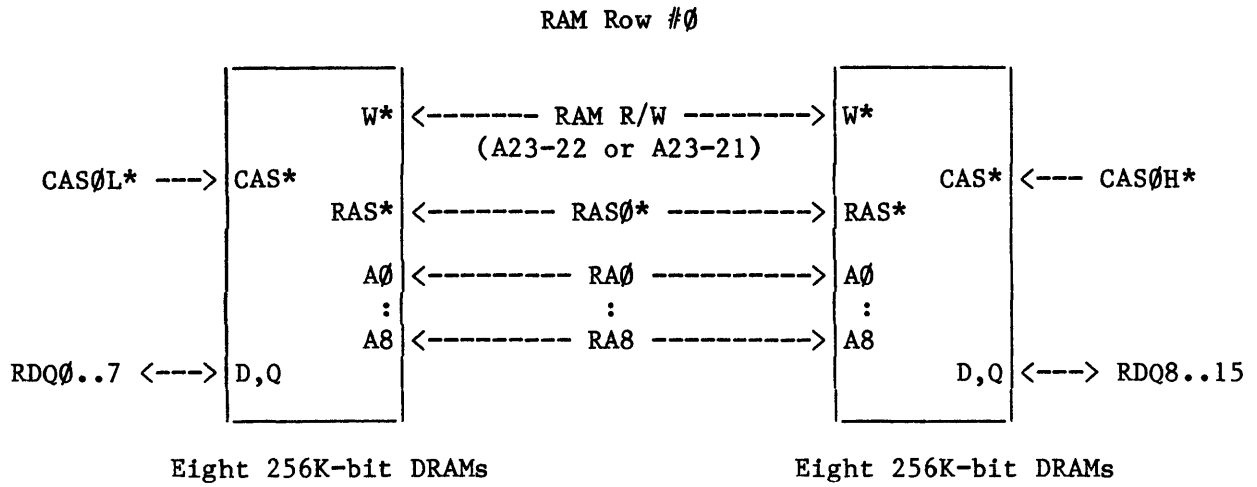 RAM Row #Ø
W* <------- RAM R/W -------> W*
(A23-22 or A23-21)
CASØL* ---> CAS* CAS* <--- CASØH*
RAS* <------- RASØ* --------> RAS*
AØ <--------- RAØ ----------> AØ
: : :
A8 <--------- RA8 ----------> A8
RDQØ..7 <---> D,Q D,Q <---> RDQ8..15
Eight 256K-bit DRAMs Eight 256K-bit DRAMs